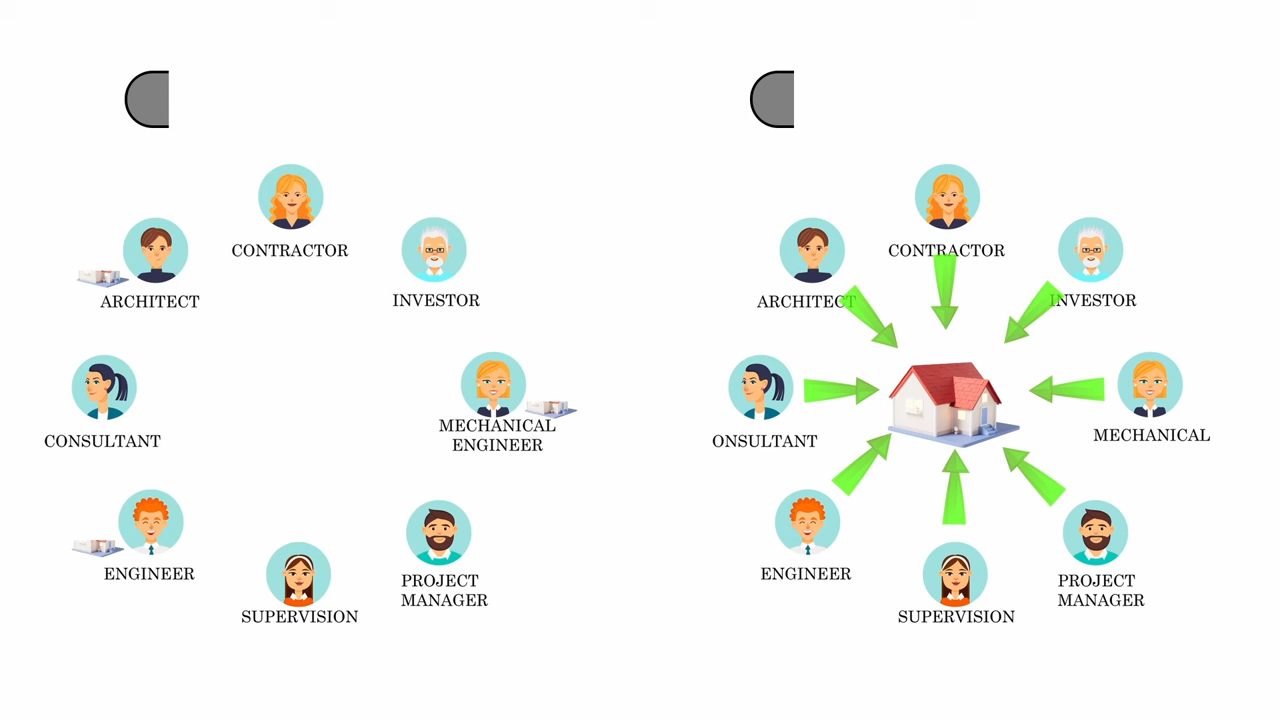 CONTRACTOR
ARCHITECT
INVESTOR
CONSULTANT
MECHANICAL
ENGINEER
ENGINEER
PROJECT
MANAGER
SUPERVISION
CONTRACTOR
ARCHITECT
INVESTOR
ONSULTANT
MECHANICAL
ENGINEER
PROJECT
MANAGER
SUPERVISION